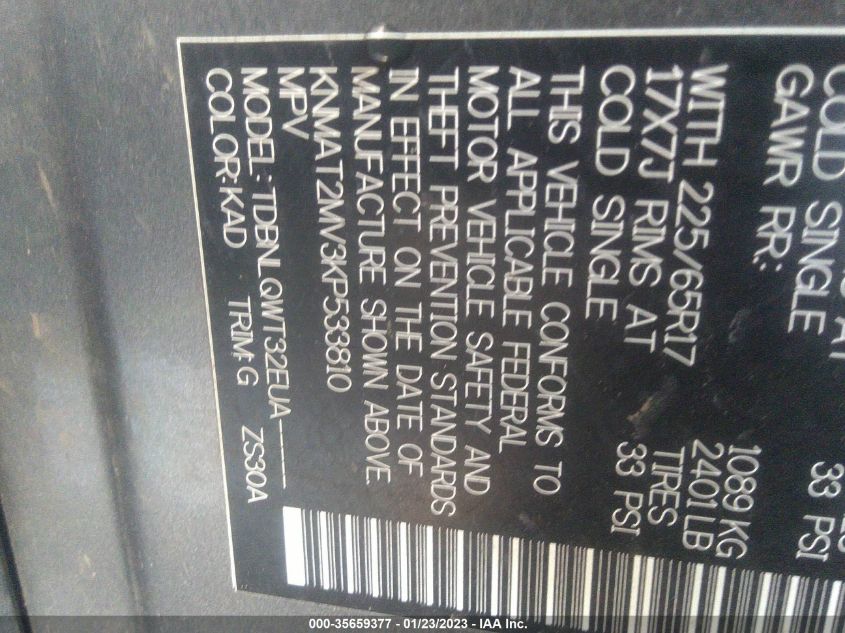 COLD SINGLE 33 PSI
GAWR RR: 1089 KG
WITH 225/65R17 2401 LB
17X7J RIMS AT TIRES
COLD SINGLE 33 PSI
THIS VEHICLE CONFORMS TO
ALL APPLICABLE FEDERAL
MOTOR VEHICLE SAFETY AND
THEFT PREVENTION STANDARDS
IN EFFECT ON THE DATE OF
MANUFACTURE SHOWN ABOVE.
KNMAT2MV3KP533810
MPV
MODEL: TDBNLQWT32EUA-----
COLOR:KAD TRIM:G ZS30A
000-35659377 - 01/23/2023 - IAA Inc.